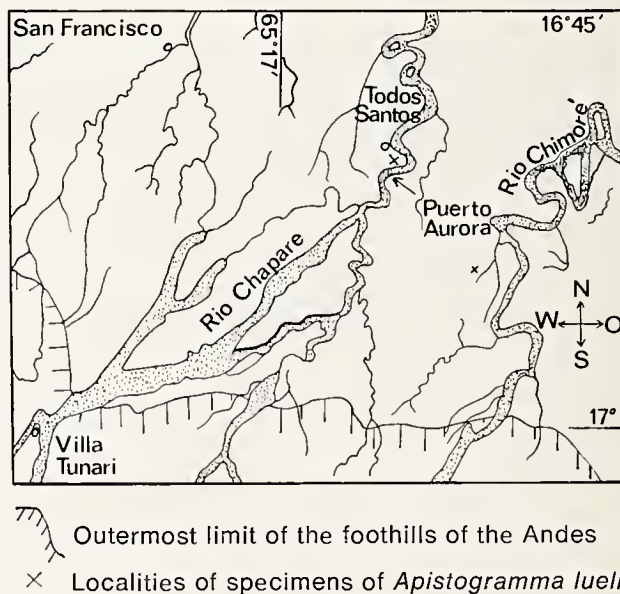 San Francisco
65°17'
16°45'
Todos
Santos
Rio Chimoré
Puerto
Aurora
Rio Chapare
N
W O
S
17°
Villa
Tunari
Outermost limit of the foothills of the Andes
× Localities of specimens of Apistogramma luelli